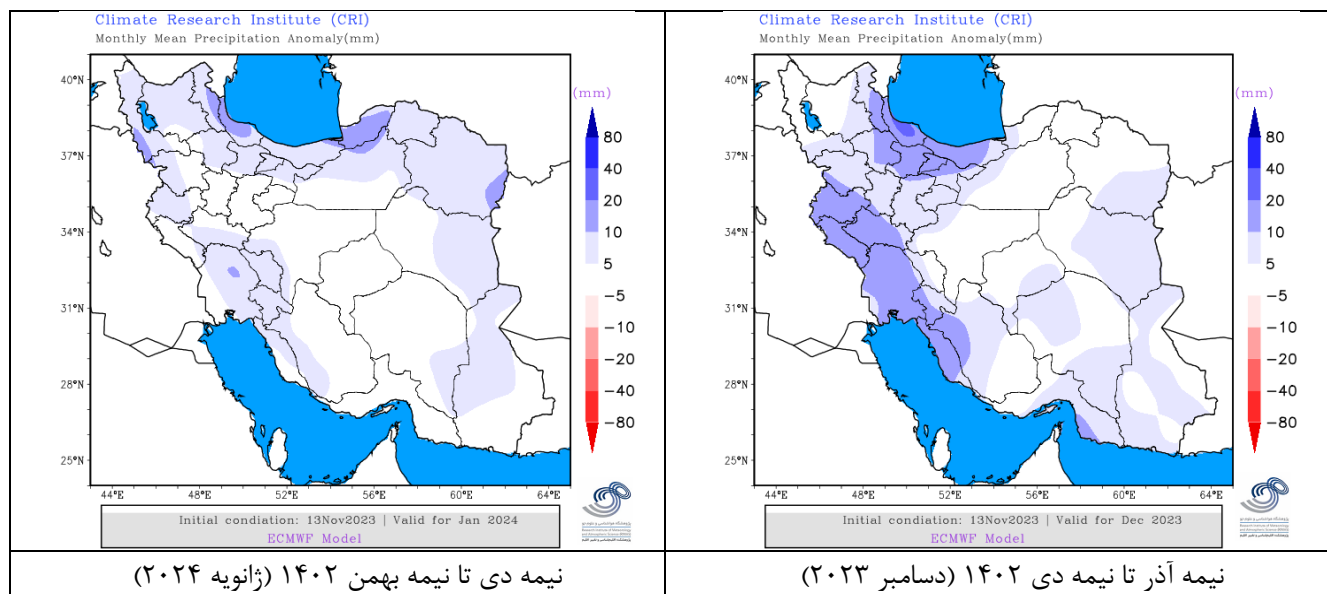 Climate Research Institute (CRI)
Monthly Mean Precipitation Anomaly(mm)
40°N
37°N
34°N
31°N
28°N
25°N
44°E
48°E
52°E
56°E
60°E
64°E
(mm)
80
40
20
10
5
−5
−10
−20
−40
−80
Initial condiation: 13Nov2023 | Valid for Jan 2024
ECMWF Model
نیمه دی تا نیمه بهمن ۱۴۰۲ (ژانویه ۲۰۲۴)
Climate Research Institute (CRI)
Monthly Mean Precipitation Anomaly(mm)
40°N
37°N
34°N
31°N
28°N
25°N
44°E
48°E
52°E
56°E
60°E
64°E
(mm)
80
40
20
10
5
−5
−10
−20
−40
−80
Initial condiation: 13Nov2023 | Valid for Dec 2023
ECMWF Model
نیمه آذر تا نیمه دی ۱۴۰۲ (دسامبر ۲۰۲۳)